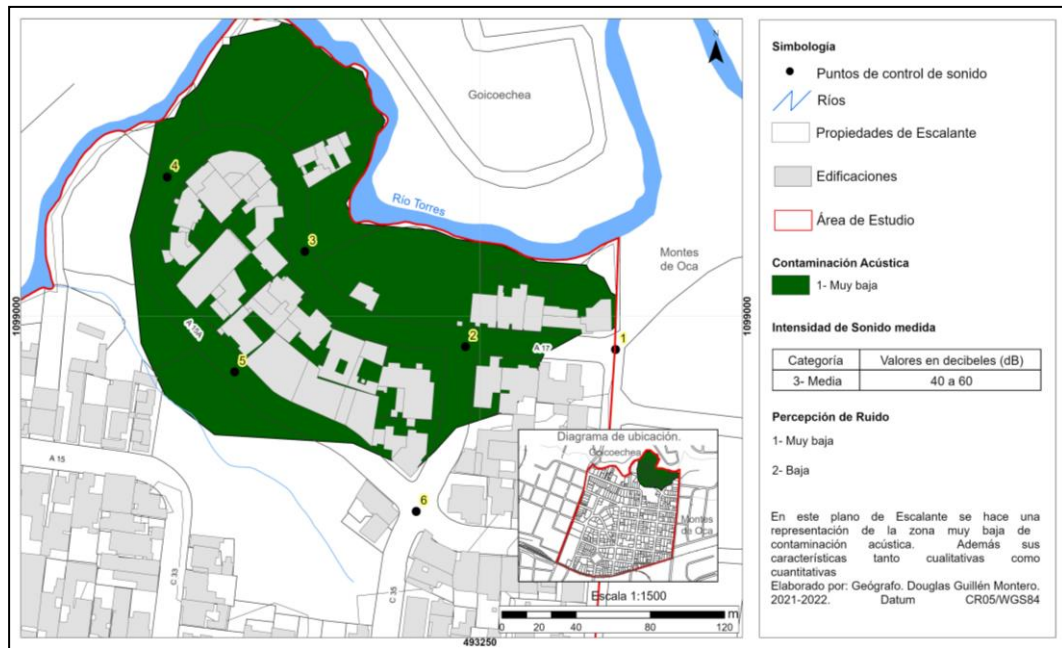 N
Goicoechea
4
Río Torres
3
Montes
de Oca
1099000
1099000
A 15A
2
A 17
1
5
A 15
6
C 33
C 35
Diagrama de ubicación.
Goicoechea
Montes
de Oca
Escala 1:1500
m
0 20 40 80 120
493250
Simbología
Puntos de control de sonido
Ríos
Propiedades de Escalante
Edificaciones
Área de Estudio
Contaminación Acústica
1- Muy baja
Intensidad de Sonido medida
Categoría Valores en decibeles (dB)
3- Media 40 a 60
Percepción de Ruido
1- Muy baja
2- Baja
En este plano de Escalante se hace una
representación de la zona muy baja de
contaminación acústica. Además sus
características tanto cualitativas como
cuantitativas
Elaborado por: Geógrafo. Douglas Guillén Montero.
2021-2022. Datum CR05/WGS84